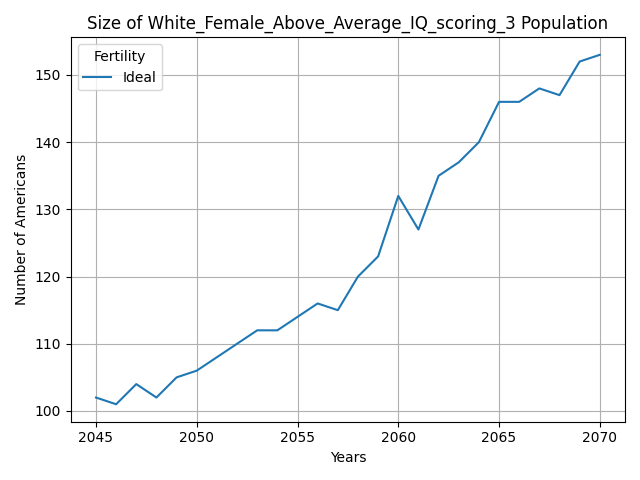 Size of White_Female_Above_Average_IQ_scoring_3 Population
Fertility
Ideal
Number of Americans
150
140
130
120
110
100
2045 2050 2055 2060 2065 2070
Years